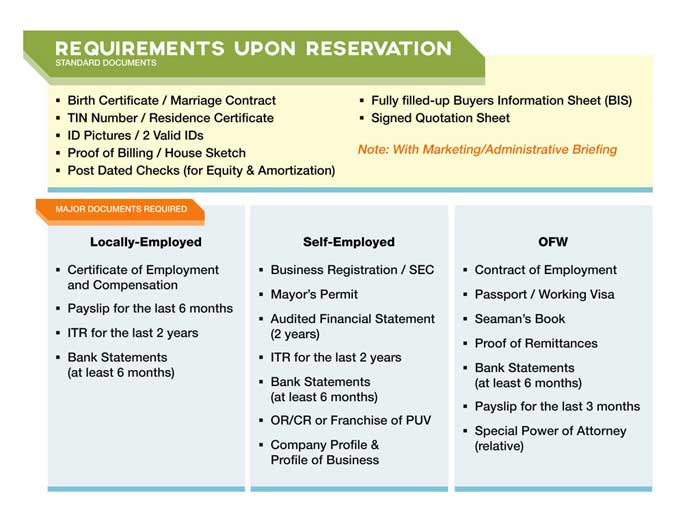 REQUIREMENTS UPON RESERVATION
STANDARD DOCUMENTS
▪ Birth Certificate / Marriage Contract
▪ TIN Number / Residence Certificate
▪ ID Pictures / 2 Valid IDs
▪ Proof of Billing / House Sketch
▪ Post Dated Checks (for Equity & Amortization)
▪ Fully filled-up Buyers Information Sheet (BIS)
▪ Signed Quotation Sheet
Note: With Marketing/Administrative Briefing
MAJOR DOCUMENTS REQUIRED
Locally-Employed
▪ Certificate of Employment
and Compensation
▪ Payslip for the last 6 months
▪ ITR for the last 2 years
▪ Bank Statements
(at least 6 months)
Self-Employed
▪ Business Registration / SEC
▪ Mayor's Permit
▪ Audited Financial Statement
(2 years)
▪ ITR for the last 2 years
▪ Bank Statements
(at least 6 months)
▪ OR/CR or Franchise of PUV
▪ Company Profile &
Profile of Business
OFW
▪ Contract of Employment
▪ Passport / Working Visa
▪ Seaman's Book
▪ Proof of Remittances
▪ Bank Statements
(at least 6 months)
▪ Payslip for the last 3 months
▪ Special Power of Attorney
(relative)